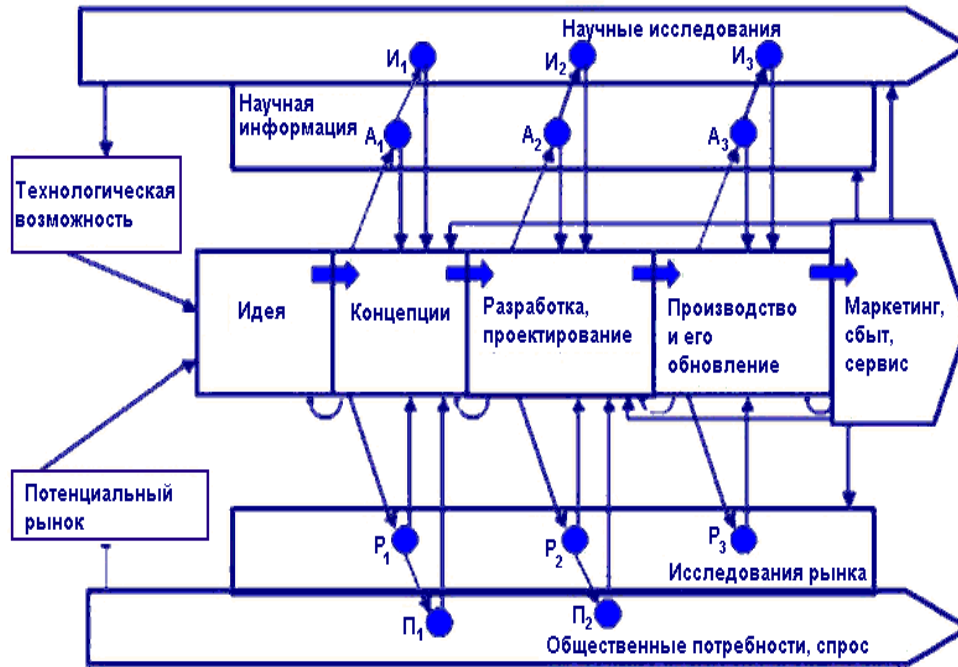 Научные исследования
И1
И2
И3
Научная
информация
А1
А2
А3
Технологическая
возможность
Идея
Концепции
Разработка,
проектирование
Производство
и его
обновление
Маркетинг,
сбыт,
сервис
Потенциальный
рынок
Р1
Р2
Р3
Исследования рынка
П1
П2
Общественные потребности, спрос